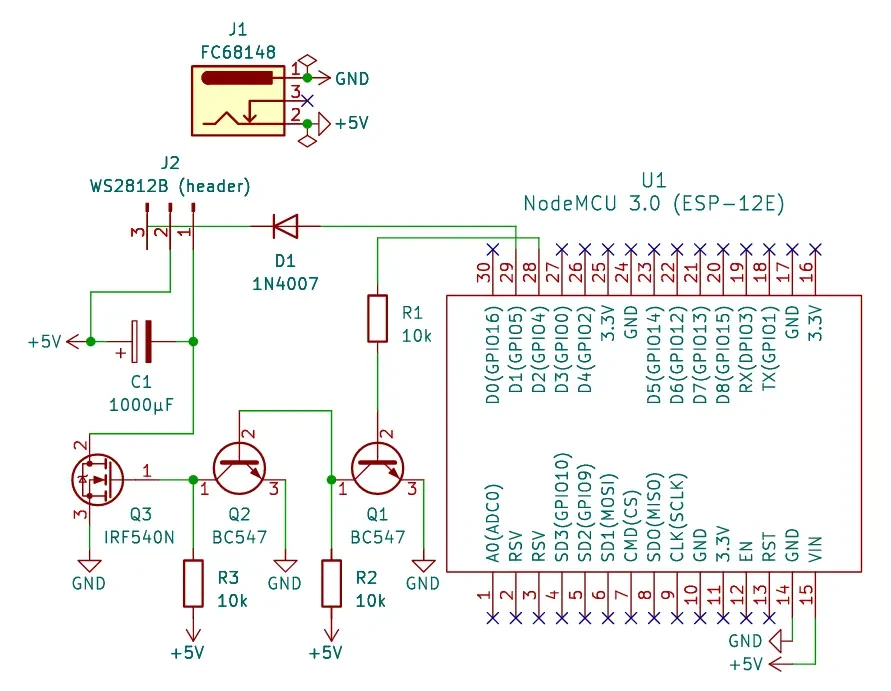 J1
FC68148
1
GND
3
2
+5V
J2
WS2812B (header)
3
2
1
D1
1N4007
U1
NodeMCU 3.0 (ESP-12E)
30
29
28
27
26
25
24
23
22
21
20
19
18
17
16
D0(GPIO16)
D1(GPIO5)
D2(GPIO4)
D3(GPIO0)
D4(GPIO2)
3.3V
GND
D5(GPIO14)
D6(GPIO12)
D7(GPIO13)
D8(GPIO15)
RX(DPIO3)
TX(GPIO1)
GND
3.3V
R1
10k
+5V
+
C1
1000µF
2
1
3
Q3
IRF540N
GND
2
1
3
Q2
BC547
GND
2
1
3
Q1
BC547
GND
R3
10k
+5V
R2
10k
+5V
A0(ADC0)
RSV
RSV
SD3(GPIO10)
SD2(GPIO9)
SD1(MOSI)
CMD(CS)
SDO(MISO)
CLK(SCLK)
GND
3.3V
EN
RST
GND
VIN
1
2
3
4
5
6
7
8
9
10
11
12
13
14
15
GND
+5V